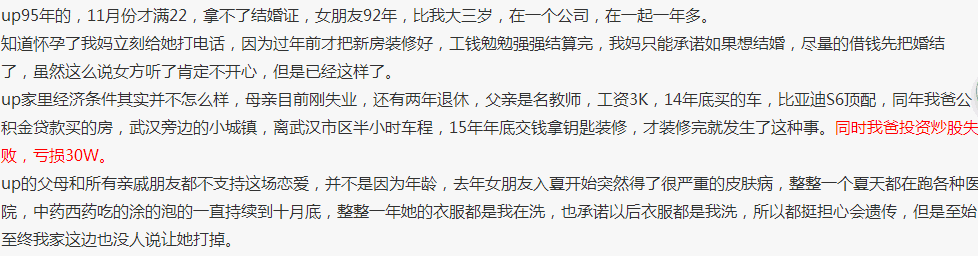 up95年的，11月份才满22，拿不了结婚证，女朋友92年，比我大三岁，在一个公司，在一起一年多。
知道怀孕了我妈立刻给她打电话，因为过年前才把新房装修好，工钱勉勉强强结算完，我妈只能承诺如果想结婚，尽量的借钱先把婚结
了，虽然这么说女方听了肯定不开心，但是已经这样了。
up家里经济条件其实并不怎么样，母亲目前刚失业，还有两年退休，父亲是名教师，工资3K，14年底买的车，比亚迪S6顶配，同年我爸公
积金贷款买的房，武汉旁边的小城镇，离武汉市区半小时车程，15年年底交钱拿钥匙装修，才装修完就发生了这种事。同时我爸投资炒股失
败，亏损30W。
up的父母和所有亲戚朋友都不支持这场恋爱，并不是因为年龄，去年女朋友入夏开始突然得了很严重的皮肤病，整整一个夏天都在跑各种医
院，中药西药吃的涂的泡的一直持续到十月底，整整一年她的衣服都是我在洗，也承诺以后衣服都是我洗，所以都挺担心会遗传，但是至始
至终我家这边也没人说让她打掉。